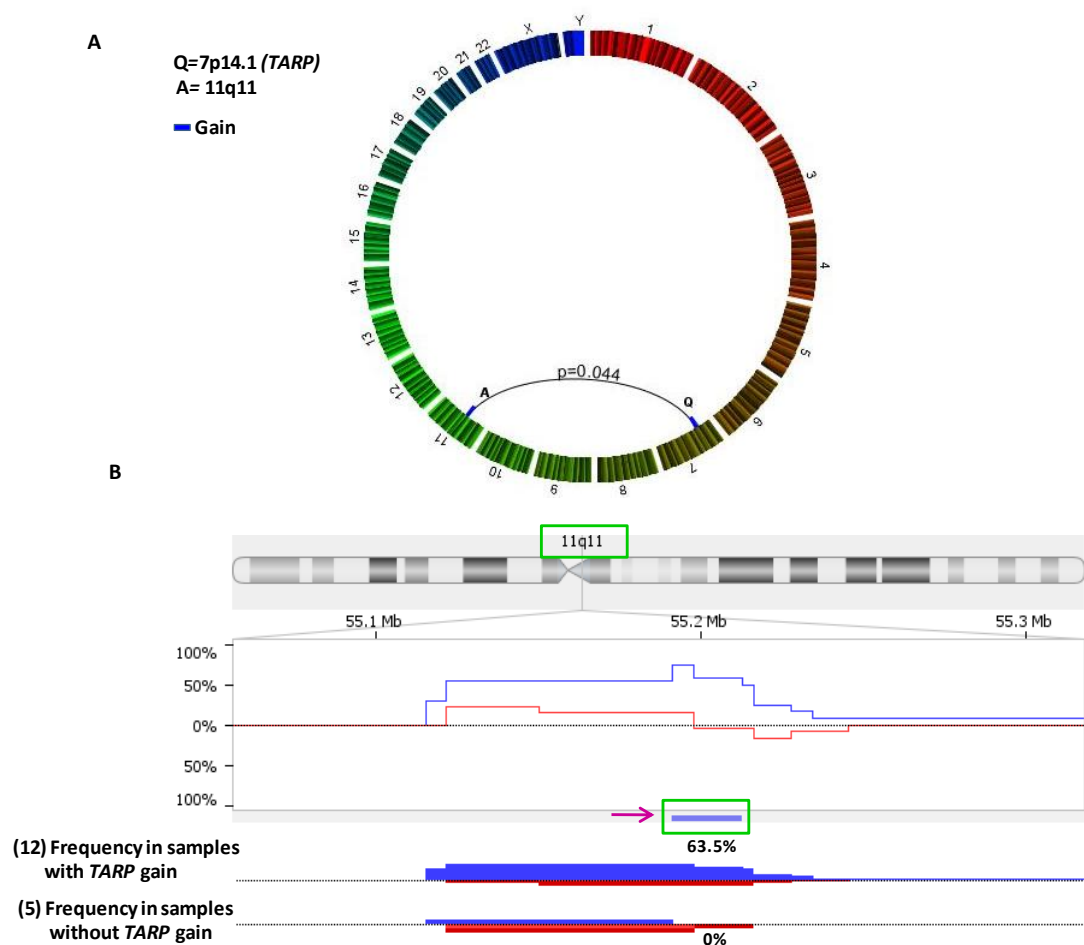 A
Q=7p14.1 (TARP)
A= 11q11
Gain
1
2
3
4
5
6
7
8
9
10
11
12
13
14
15
16
17
18
19
20
21
22
X
Y
p=0.044
A
Q
B
11q11
55.1 Mb
55.2 Mb
55.3 Mb
100%
50%
0%
50%
100%
63.5%
(12) Frequency in samples
with TARP gain
(5) Frequency in samples
without TARP gain
0%